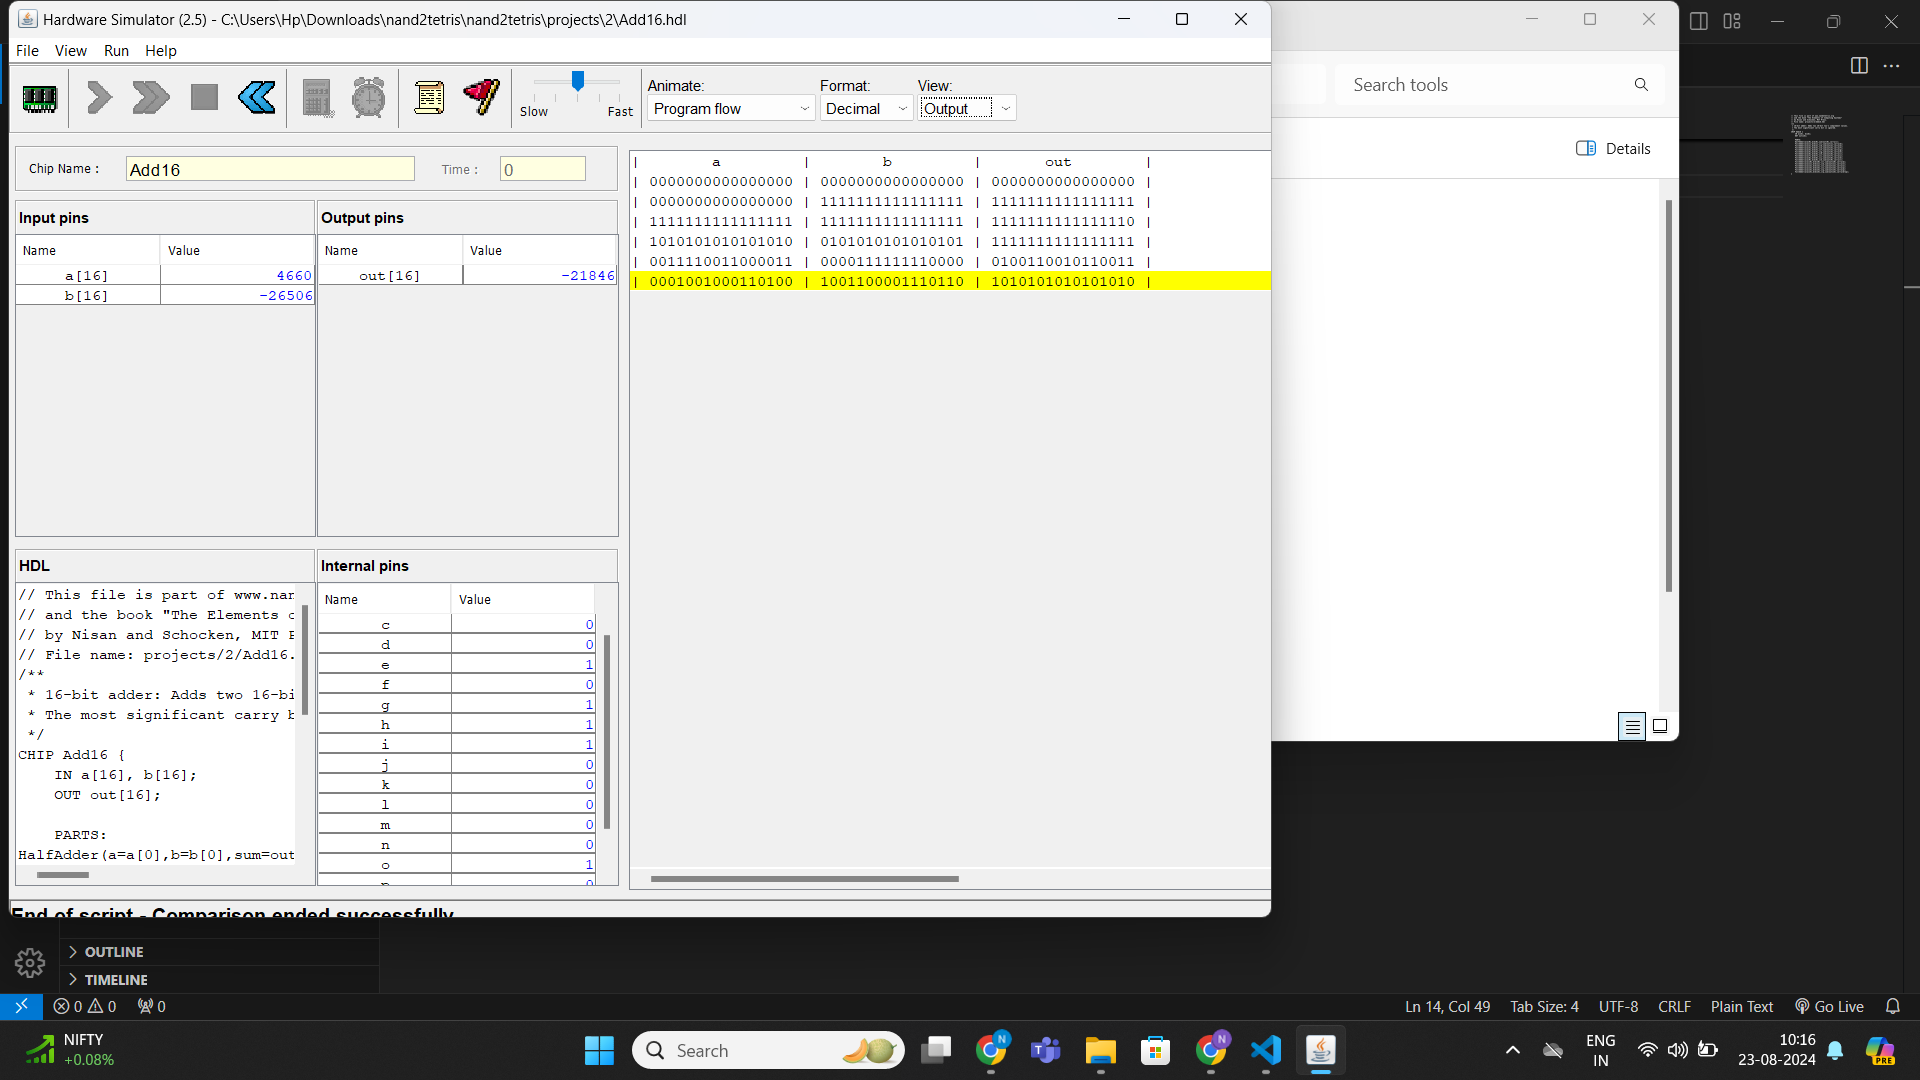 Hardware Simulator (2.5) - C:\Users\Hp\Downloads\nand2tetris\nand2tetris\projects\2\Add16.hdl
File View Run Help
Slow Fast
Animate: Format: View:
Program flow Decimal Output
Search tools
Details
Chip Name : Add16 Time : 0
Input pins Output pins
Name Value Name Value
a[16] 4660 out[16] -21846
b[16] -26506
| a | b | out |
| 0000000000000000 | 0000000000000000 | 0000000000000000 |
| 0000000000000000 | 1111111111111111 | 1111111111111111 |
| 1111111111111111 | 1111111111111111 | 1111111111111110 |
| 1010101010101010 | 0101010101010101 | 1111111111111111 |
| 0011110011000011 | 0000111111110000 | 0100110010110011 |
| 0001001000110100 | 1001100001110110 | 1010101010101010 |
HDL
// This file is part of www.nan
// and the book "The Elements
// by Nisan and Schocken, MIT
// File name: projects/2/Add16.
/**
* 16-bit adder: Adds two 16-bi
* The most significant carry b
*/
CHIP Add16 {
IN a[16], b[16];
OUT out[16];
PARTS:
HalfAdder(a=a[0],b=b[0],sum=out
Internal pins
Name Value
c 0
d 0
e 1
f 0
g 1
h 1
i 1
j 0
k 0
l 0
m 0
n 0
o 1
End of script - Comparison ended successfully
OUTLINE
TIMELINE
0 0 0
Ln 14, Col 49 Tab Size: 4 UTF-8 CRLF Plain Text Go Live
NIFTY
+0.08%
Search
N
N
ENG
IN
10:16
23-08-2024
PRE